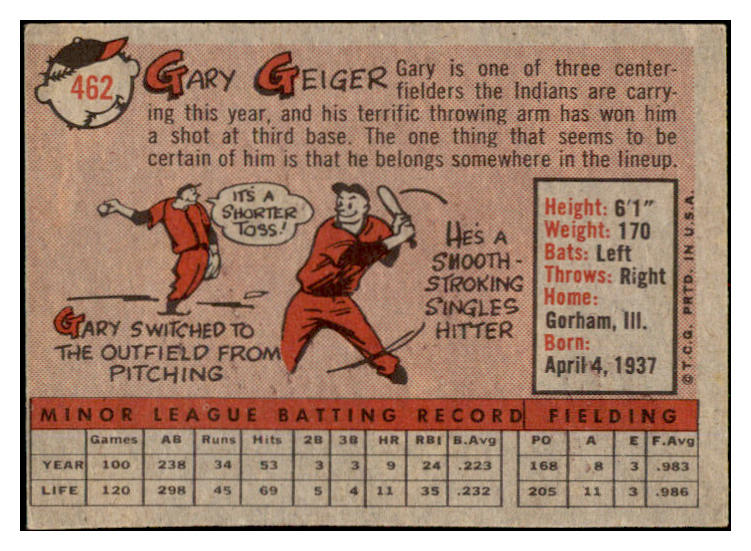 462
GARY GEIGER
Gary is one of three center-
fielders the Indians are carry-
ing this year, and his terrific throwing arm has won him
a shot at third base. The one thing that seems to be
certain of him is that he belongs somewhere in the lineup.
IT'S A
SHORTER
TOSS!
GARY SWITCHED TO
THE OUTFIELD FROM
PITCHING
HE'S A
SMOOTH-
STROKING
SINGLES
HITTER
Height: 6'1"
Weight: 170
Bats: Left
Throws: Right
Home:
Gorham, Ill.
Born:
April 4, 1937
©T.C.G. PRTD. IN U.S.A.
MINOR LEAGUE BATTING RECORD FIELDING
Games AB Runs Hits 2B 3B HR RBI B.Avg PO A E F.Avg
YEAR 100 238 34 53 3 3 9 24 .223 168 8 3 .983
LIFE 120 298 45 69 5 4 11 35 .232 205 11 3 .986